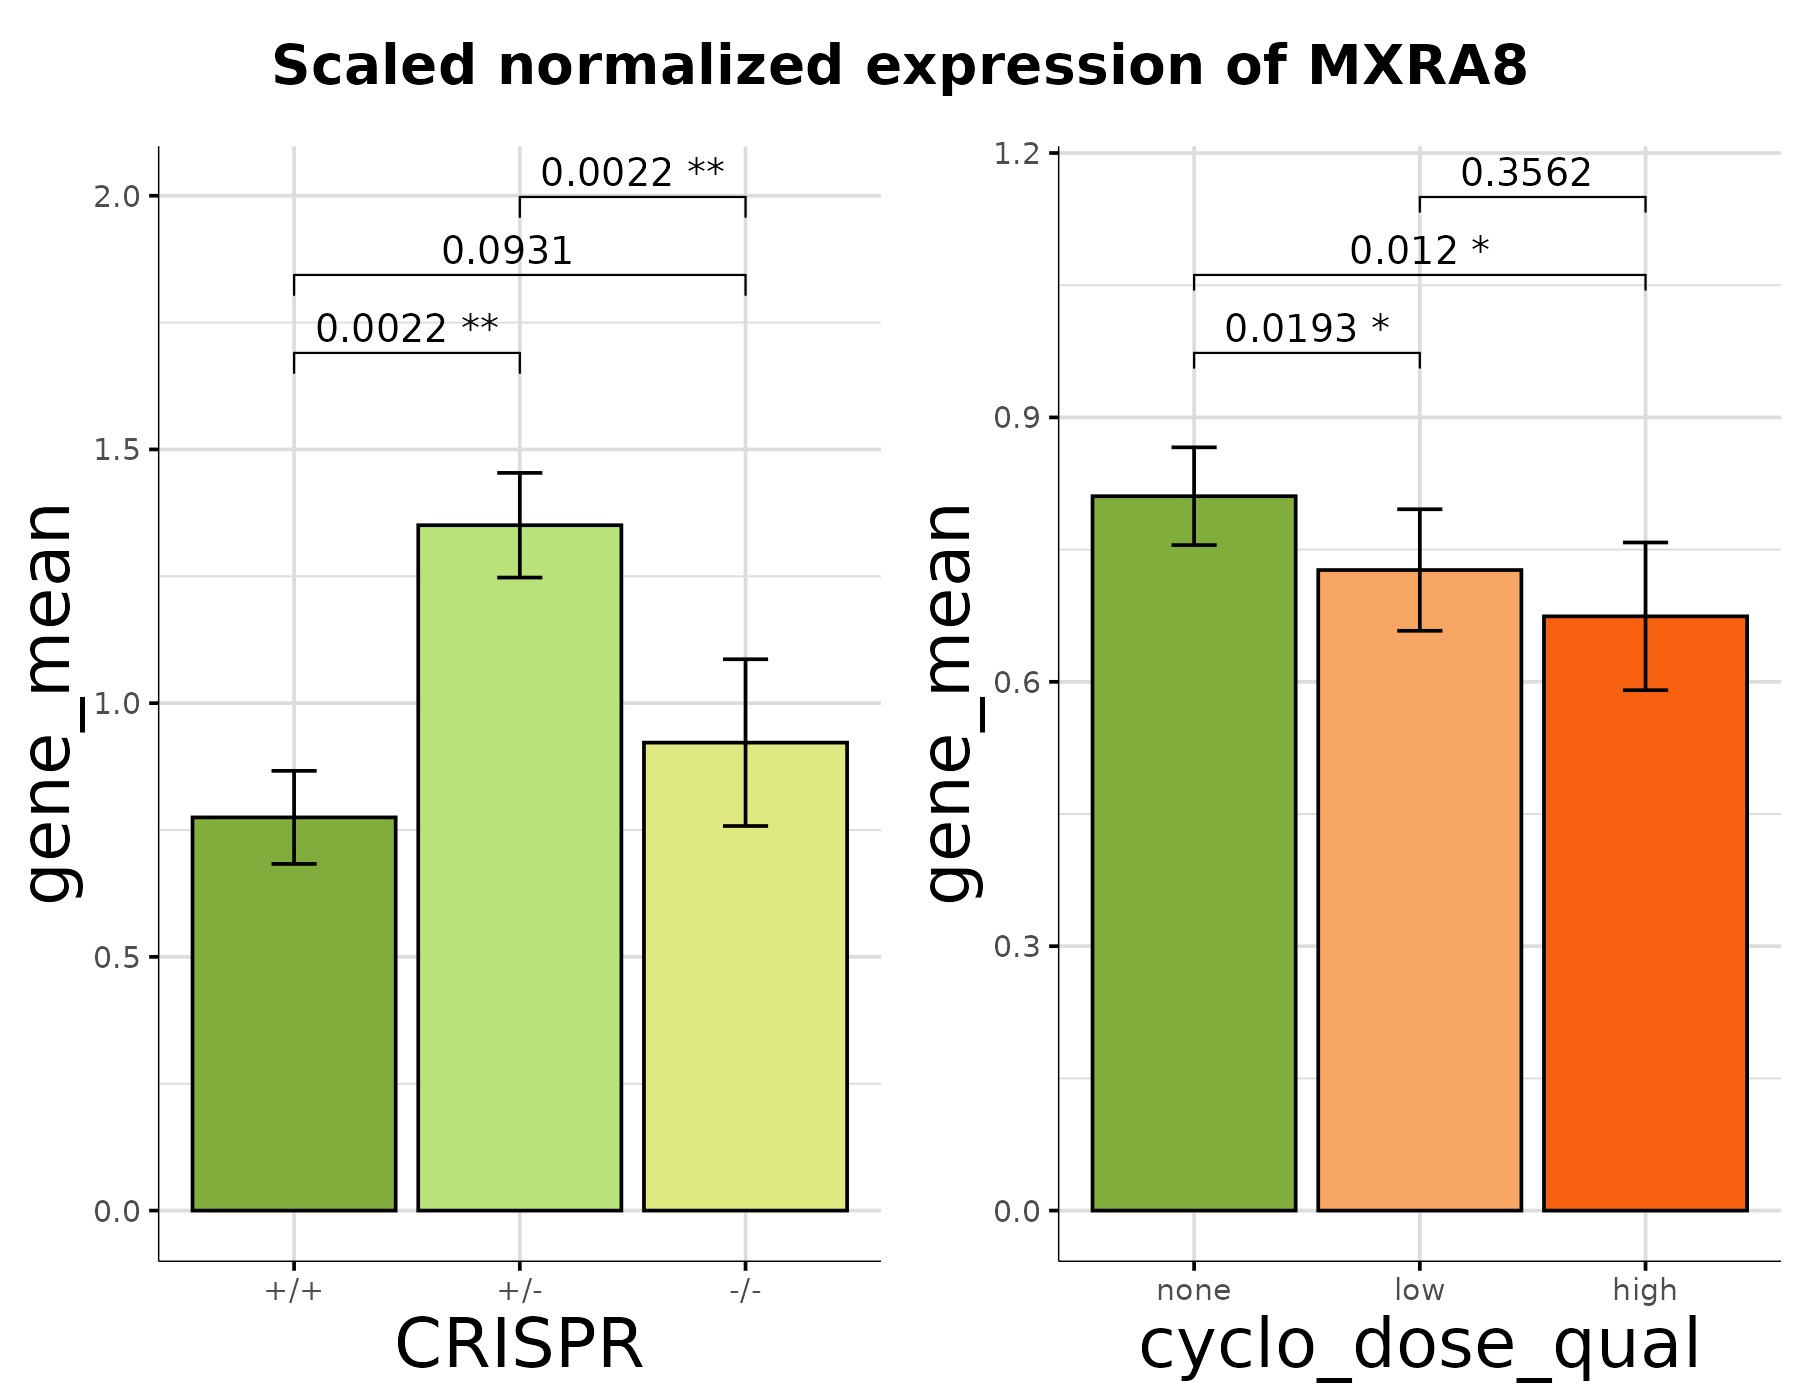 Scaled normalized expression of MXRA8
gene_mean
2.0
1.5
1.0
0.5
0.0
0.0022 **
0.0931
0.0022 **
+/+
+/-
-/-
CRISPR
gene_mean
1.2
0.9
0.6
0.3
0.0
0.3562
0.012 *
0.0193 *
none
low
high
cyclo_dose_qual